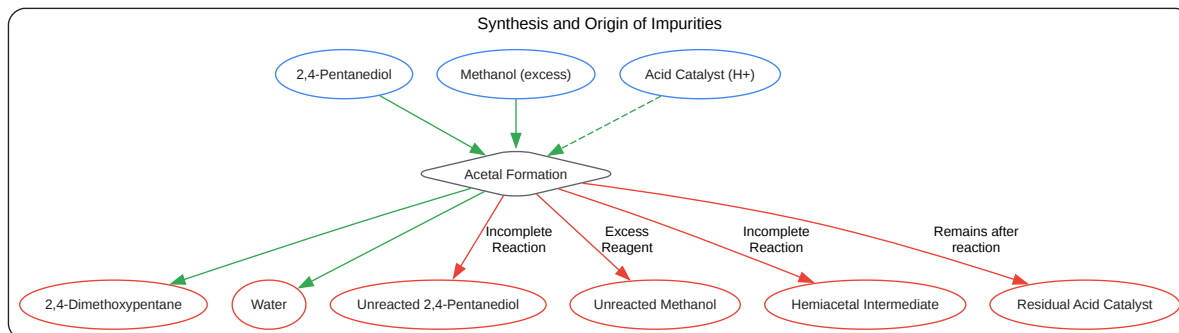 Synthesis and Origin of Impurities
2,4-Pentanediol
Methanol (excess)
Acid Catalyst (H+)
Acetal Formation
Incomplete
Reaction
Excess
Reagent
Incomplete
Reaction
Remains after
reaction
2,4-Dimethoxypentane
Water
Unreacted 2,4-Pentanediol
Unreacted Methanol
Hemiacetal Intermediate
Residual Acid Catalyst